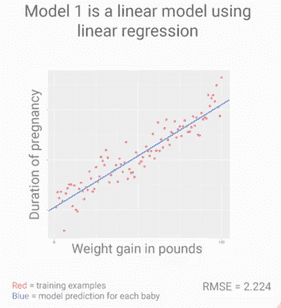 Model 1 is a linear model using
linear regression
Duration of pregnancy
Weight gain in pounds
Red = training examples
Blue = model prediction for each baby
RMSE = 2.224